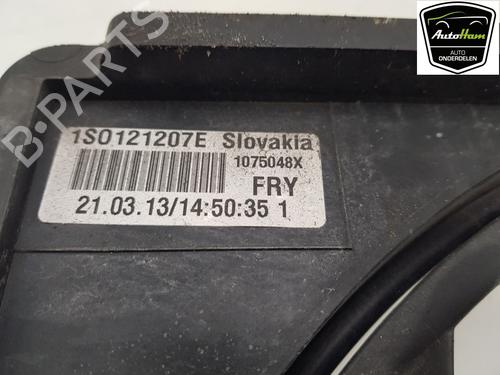 AutoHam
AUTO
ONDERDELEN
B-PARTS
1S0121207E Slovakia
1075048X
FRY
21.03.13/14:50:35 1